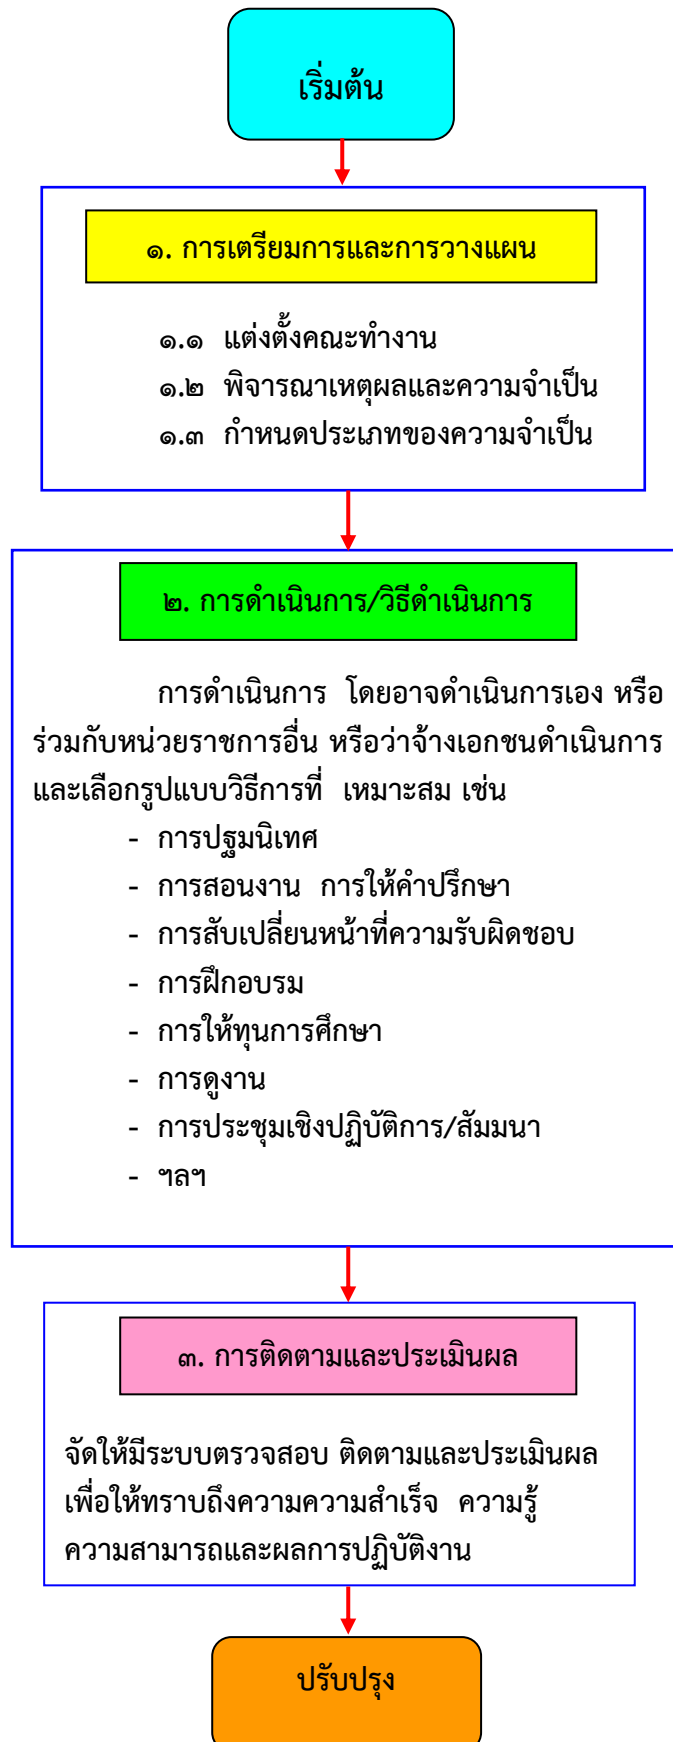 เริ่มต้น
๑. การเตรียมการและการวางแผน
๑.๑ แต่งตั้งคณะทำงาน
๑.๒ พิจารณาเหตุผลและความจำเป็น
๑.๓ กำหนดประเภทของความจำเป็น
๒. การดำเนินการ/วิธีดำเนินการ
การดำเนินการ โดยอาจดำเนินการเอง หรือ
ร่วมกับหน่วยราชการอื่น หรือว่าจ้างเอกชนดำเนินการ
และเลือกรูปแบบวิธีการที่ เหมาะสม เช่น
- การปฐมนิเทศ
- การสอนงาน การให้คำปรึกษา
- การสับเปลี่ยนหน้าที่ความรับผิดชอบ
- การฝึกอบรม
- การให้ทุนการศึกษา
- การดูงาน
- การประชุมเชิงปฏิบัติการ/สัมมนา
- ฯลฯ
๓. การติดตามและประเมินผล
จัดให้มีระบบตรวจสอบ ติดตามและประเมินผล
เพื่อให้ทราบถึงความความสำเร็จ ความรู้
ความสามารถและผลการปฏิบัติงาน
ปรับปรุง